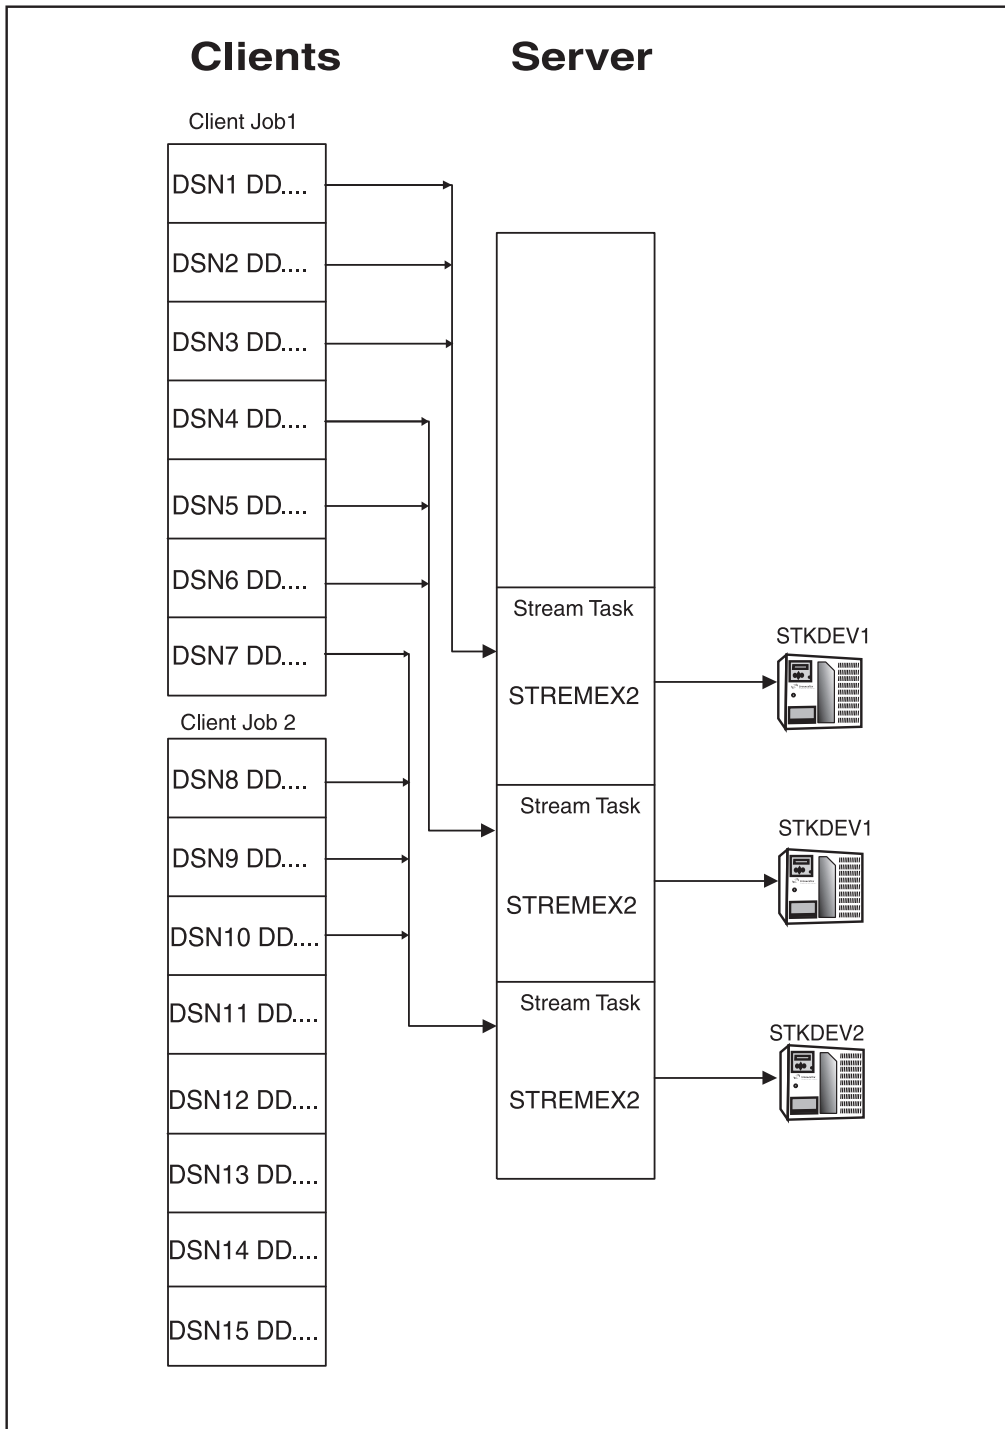 Clients
Server
Client Job1
DSN1 DD....
DSN2 DD....
DSN3 DD....
DSN4 DD....
DSN5 DD....
DSN6 DD....
DSN7 DD....
Client Job 2
DSN8 DD....
DSN9 DD....
DSN10 DD....
DSN11 DD....
DSN12 DD....
DSN13 DD....
DSN14 DD....
DSN15 DD....
Stream Task
STREMEX2
Stream Task
STREMEX2
Stream Task
STREMEX2
STKDEV1
STKDEV1
STKDEV2